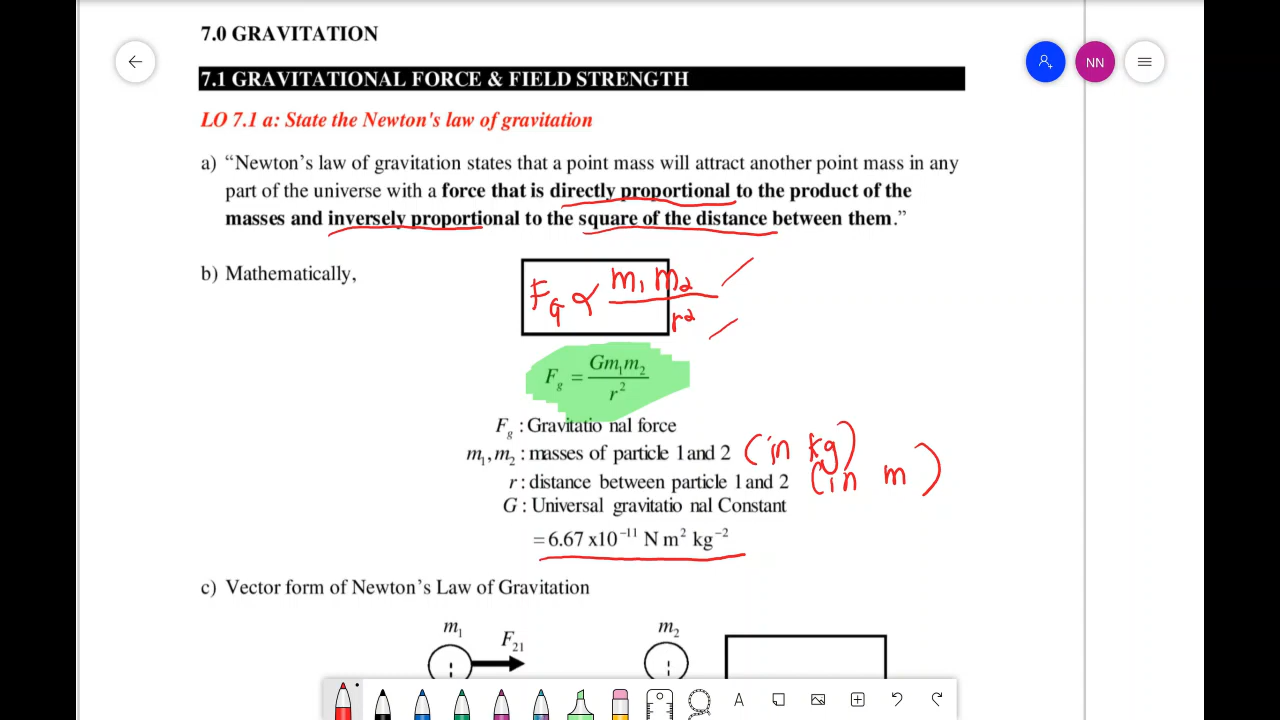 7.0 GRAVITATION
NN
7.1 GRAVITATIONAL FORCE & FIELD STRENGTH
LO 7.1 a: State the Newton's law of gravitation
a) “Newton’s law of gravitation states that a point mass will attract another point mass in any
part of the universe with a force that is directly proportional to the product of the
masses and inversely proportional to the square of the distance between them.”
b) Mathematically,
F_G ∝ m₁ m₂ / r²
F_g = Gm₁m₂ / r²
F_g : Gravitatio nal force
m₁, m₂ : masses of particle 1 and 2 (in kg)
r : distance between particle 1 and 2 (in m)
G : Universal gravitatio nal Constant
= 6.67 x10⁻¹¹ N m² kg⁻²
c) Vector form of Newton’s Law of Gravitation
m₁ F₂₁ m₂
A